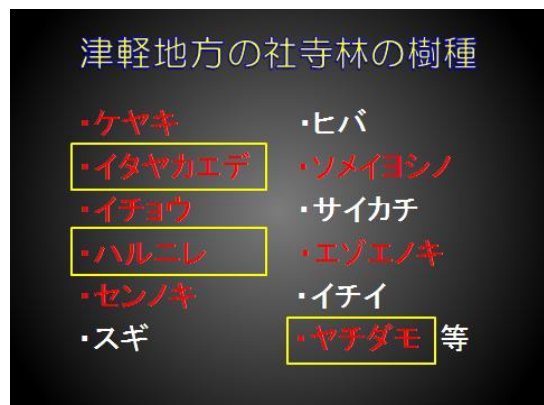 津軽地方の社寺林の樹種
・ケヤキ
・イタヤカエデ
・イチョウ
・ハルニレ
・センノキ
・スギ
・ヒバ
・ソメイヨシノ
・サイカチ
・エゾエノキ
・イチイ
・ヤチダモ 等